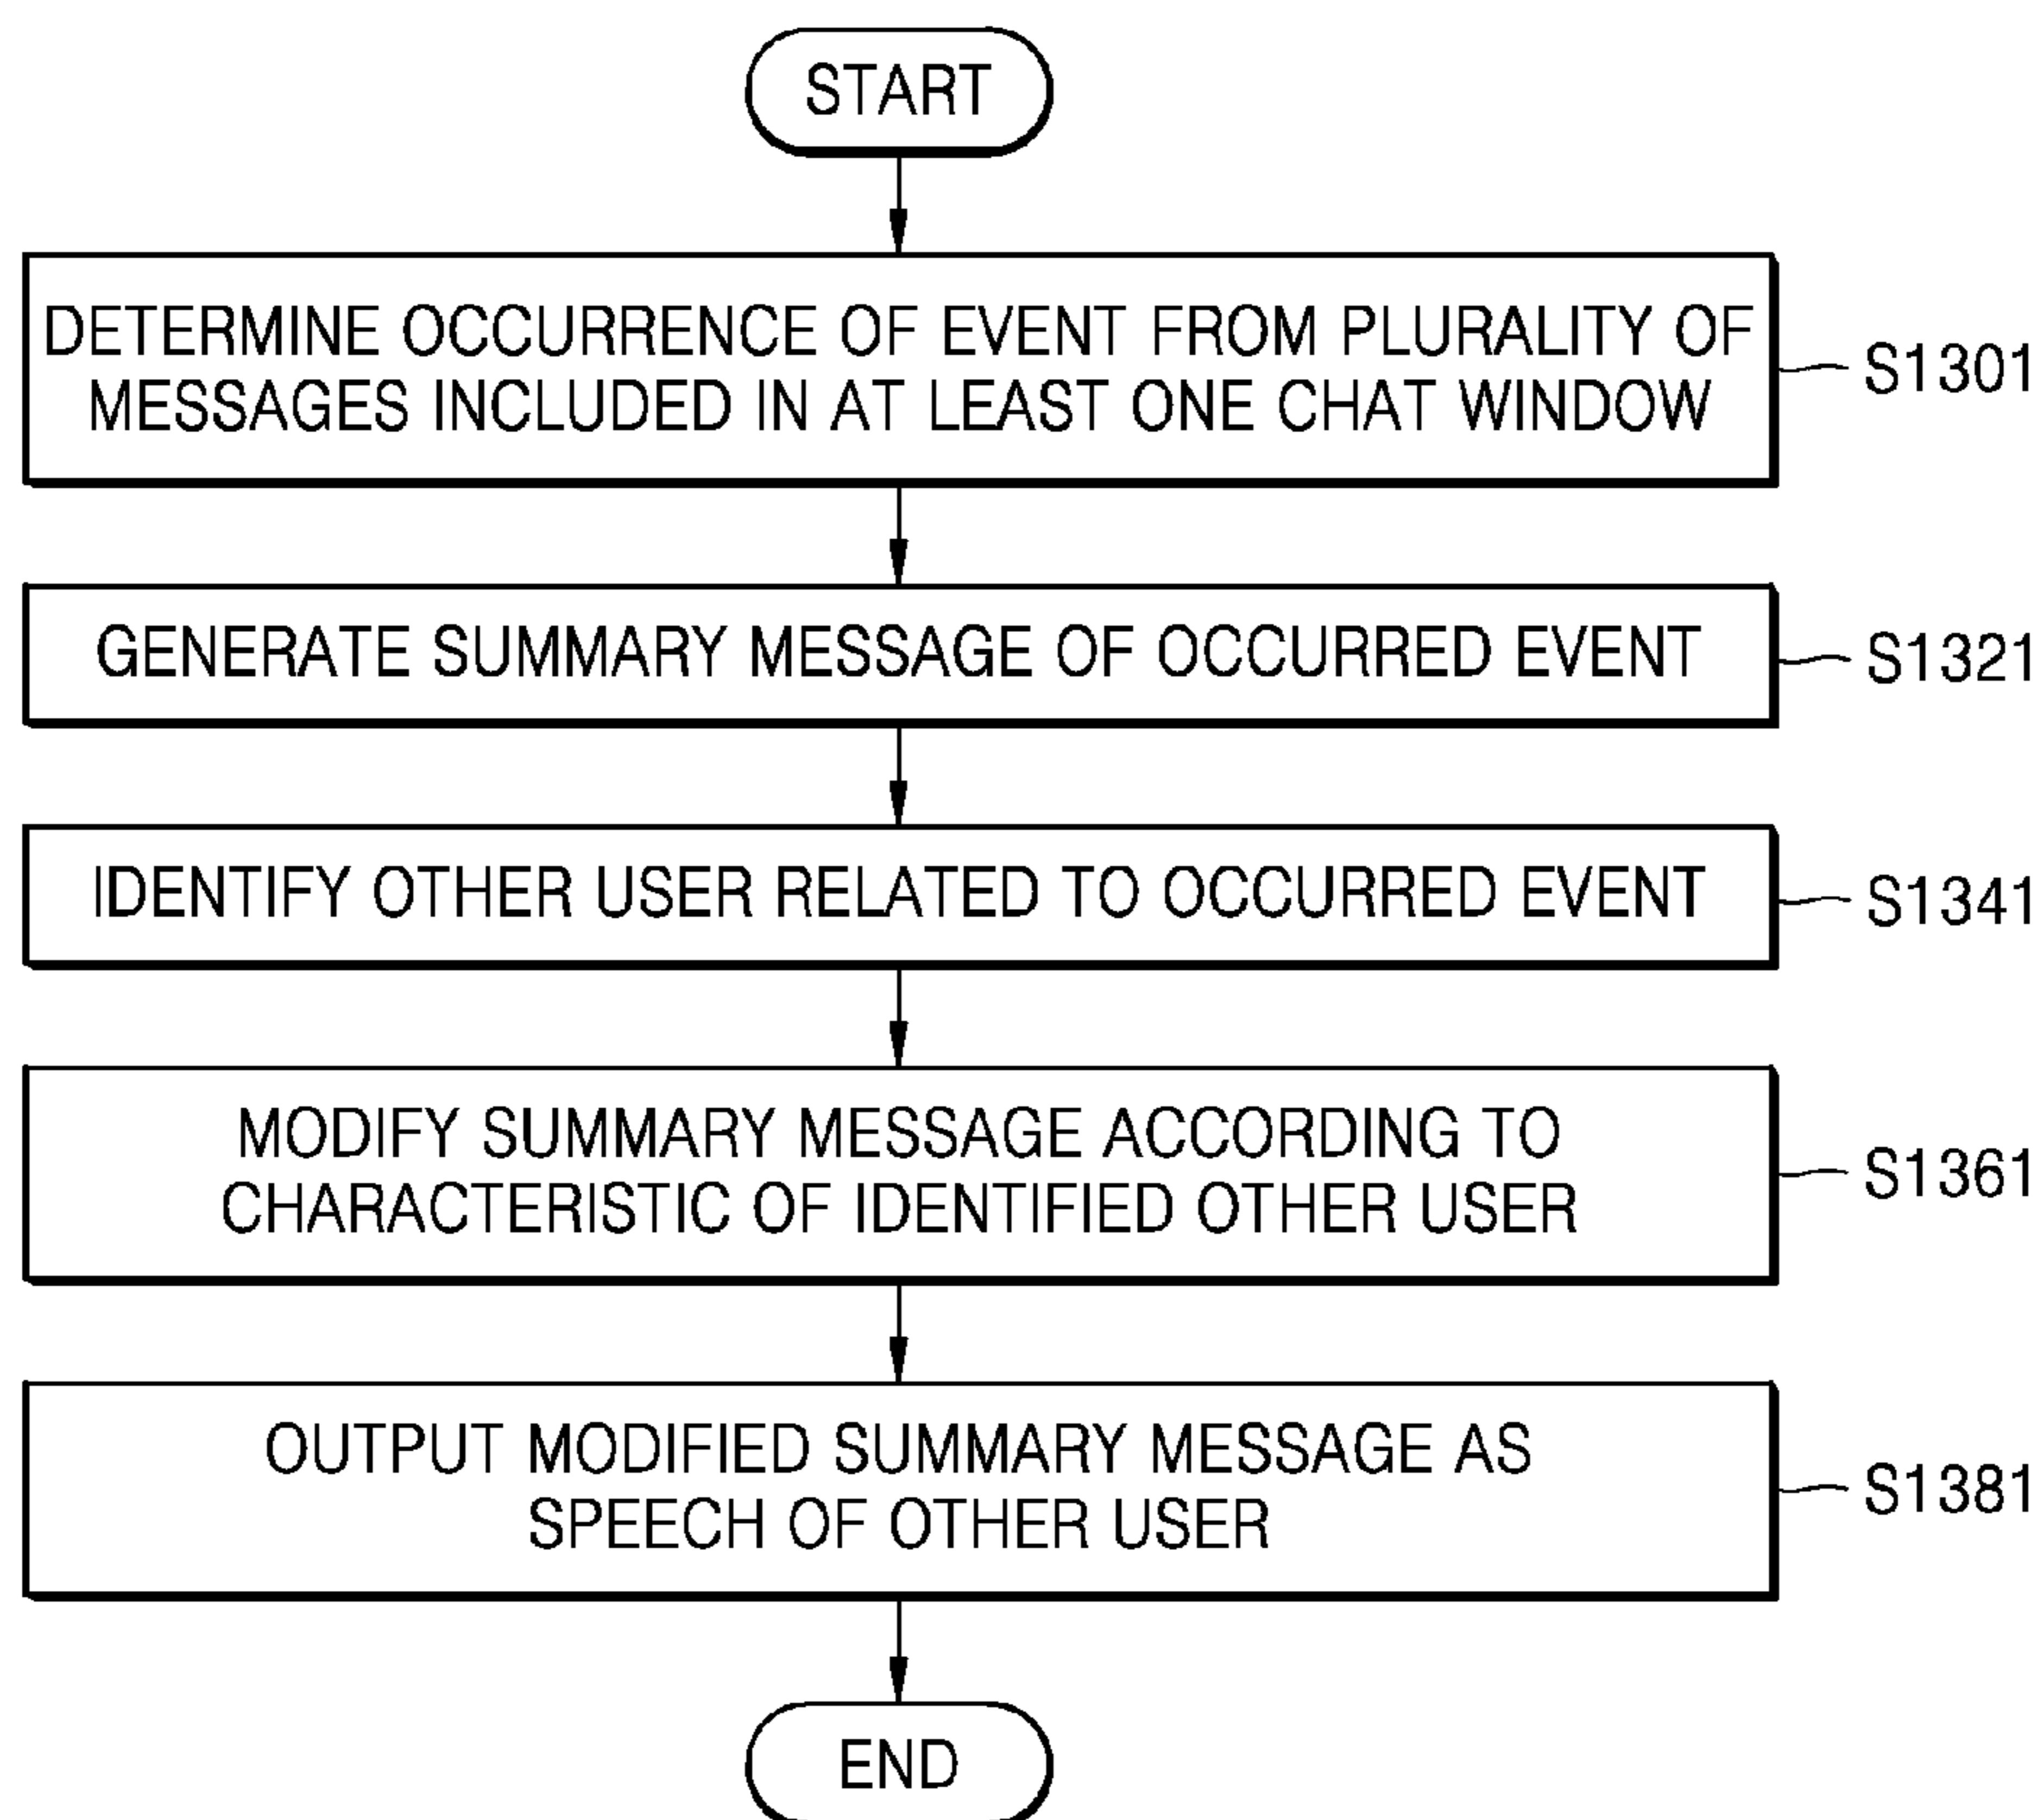 START
DETERMINE OCCURRENCE OF EVENT FROM PLURALITY OF
MESSAGES INCLUDED IN AT LEAST ONE CHAT WINDOW
S1301
GENERATE SUMMARY MESSAGE OF OCCURRED EVENT
S1321
IDENTIFY OTHER USER RELATED TO OCCURRED EVENT
S1341
MODIFY SUMMARY MESSAGE ACCORDING TO
CHARACTERISTIC OF IDENTIFIED OTHER USER
S1361
OUTPUT MODIFIED SUMMARY MESSAGE AS
SPEECH OF OTHER USER
S1381
END